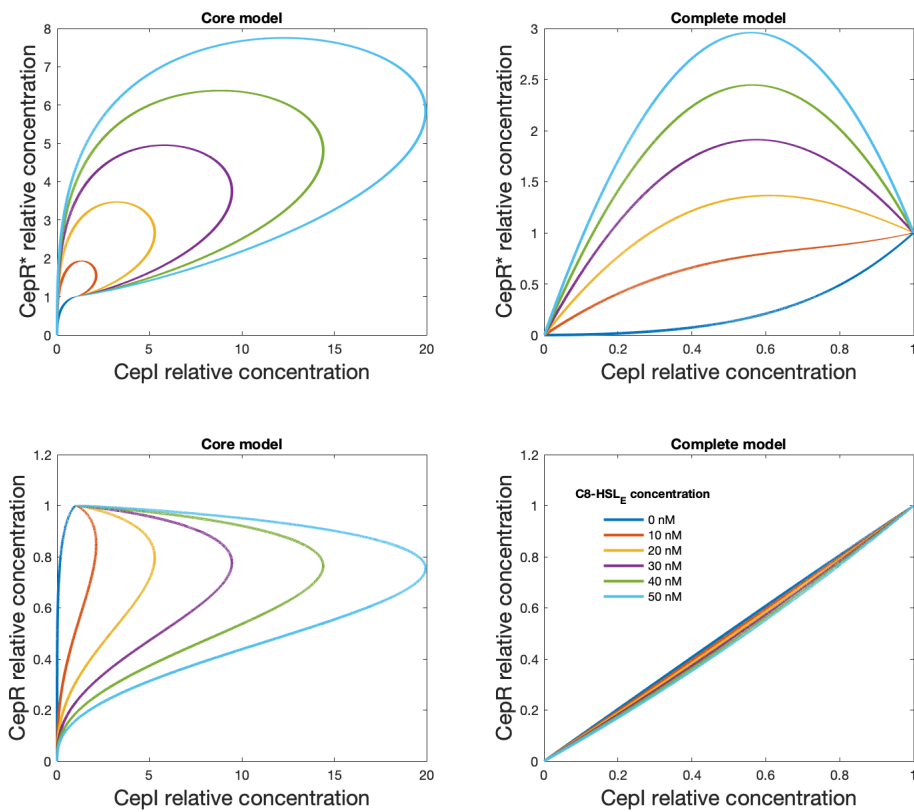 Core model
8
7
6
5
4
3
2
1
0
0 5 10 15 20
CepR* relative concentration
CepI relative concentration
Complete model
3
2.5
2
1.5
1
0.5
0
0 0.2 0.4 0.6 0.8 1
CepR* relative concentration
CepI relative concentration
Core model
1.2
1
0.8
0.6
0.4
0.2
0
0 5 10 15 20
CepR relative concentration
CepI relative concentration
Complete model
1.2
1
0.8
0.6
0.4
0.2
0
0 0.2 0.4 0.6 0.8 1
CepR relative concentration
CepI relative concentration
C8-HSL_E concentration
0 nM
10 nM
20 nM
30 nM
40 nM
50 nM